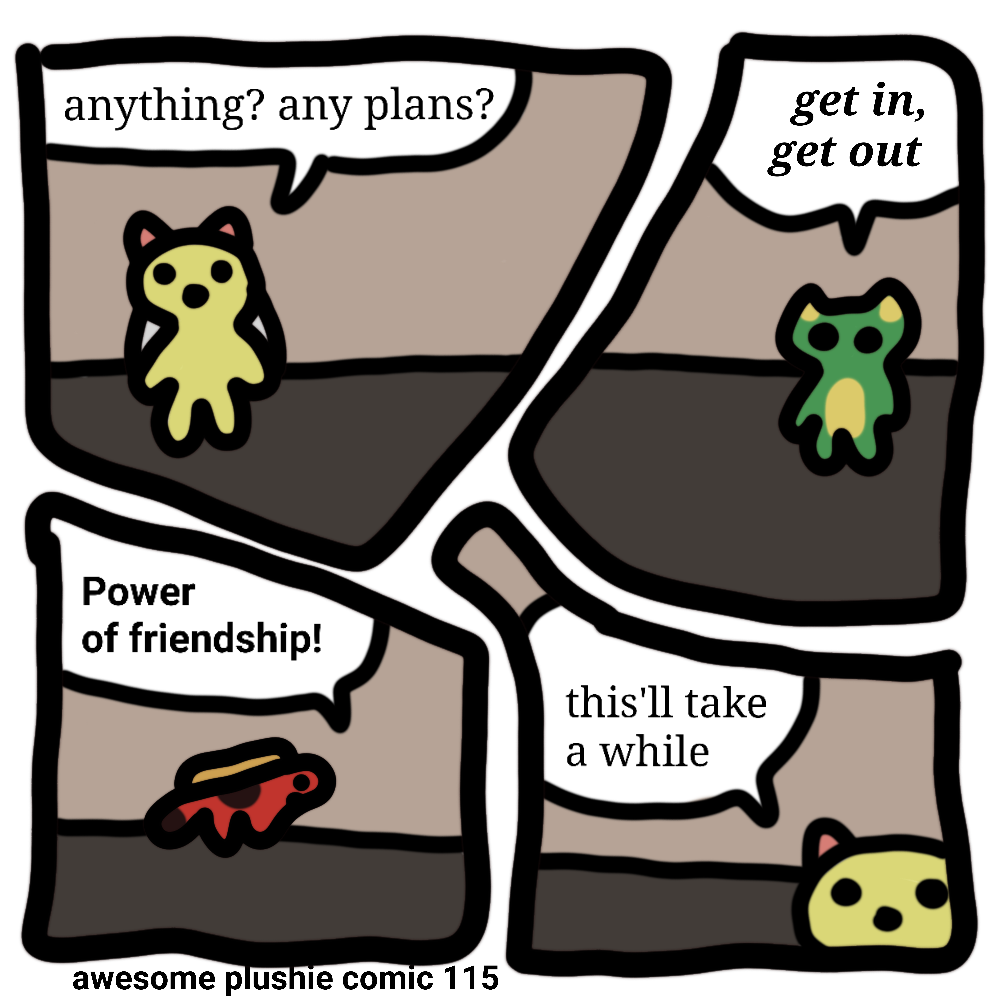 anything? any plans?
get in,
get out
Power
of friendship!
this'll take
a while
awesome plushie comic 115